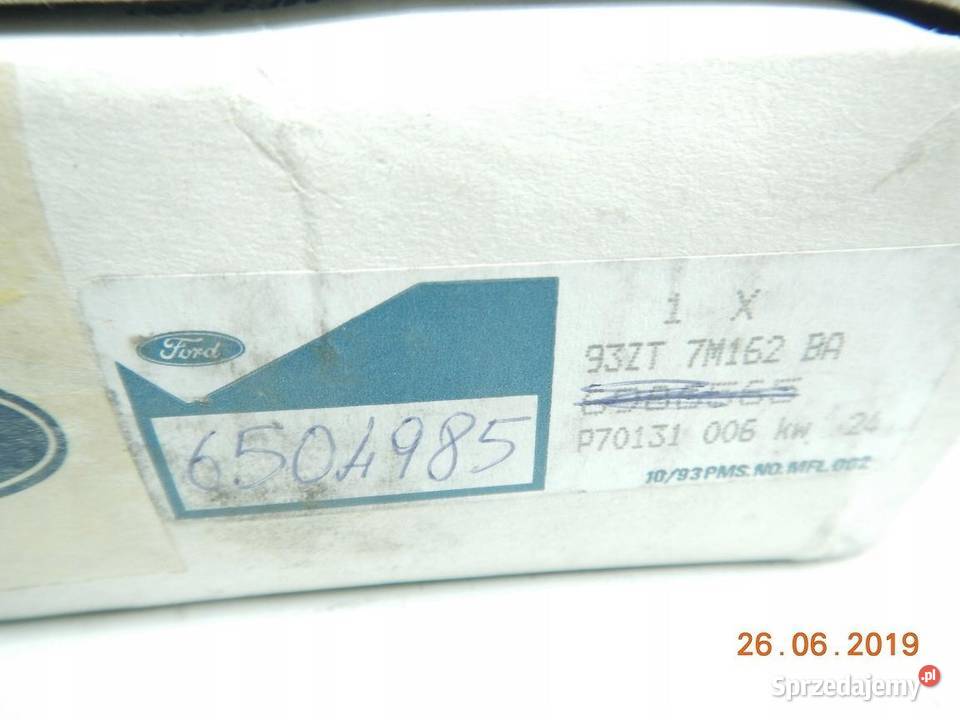 1 X
93ZT 7M162 BA
Ford
6504985
P70131 006 kw 24
10/93 PMS. NO. MFL. 002
26.06.2019
Sprzedajemy.pl